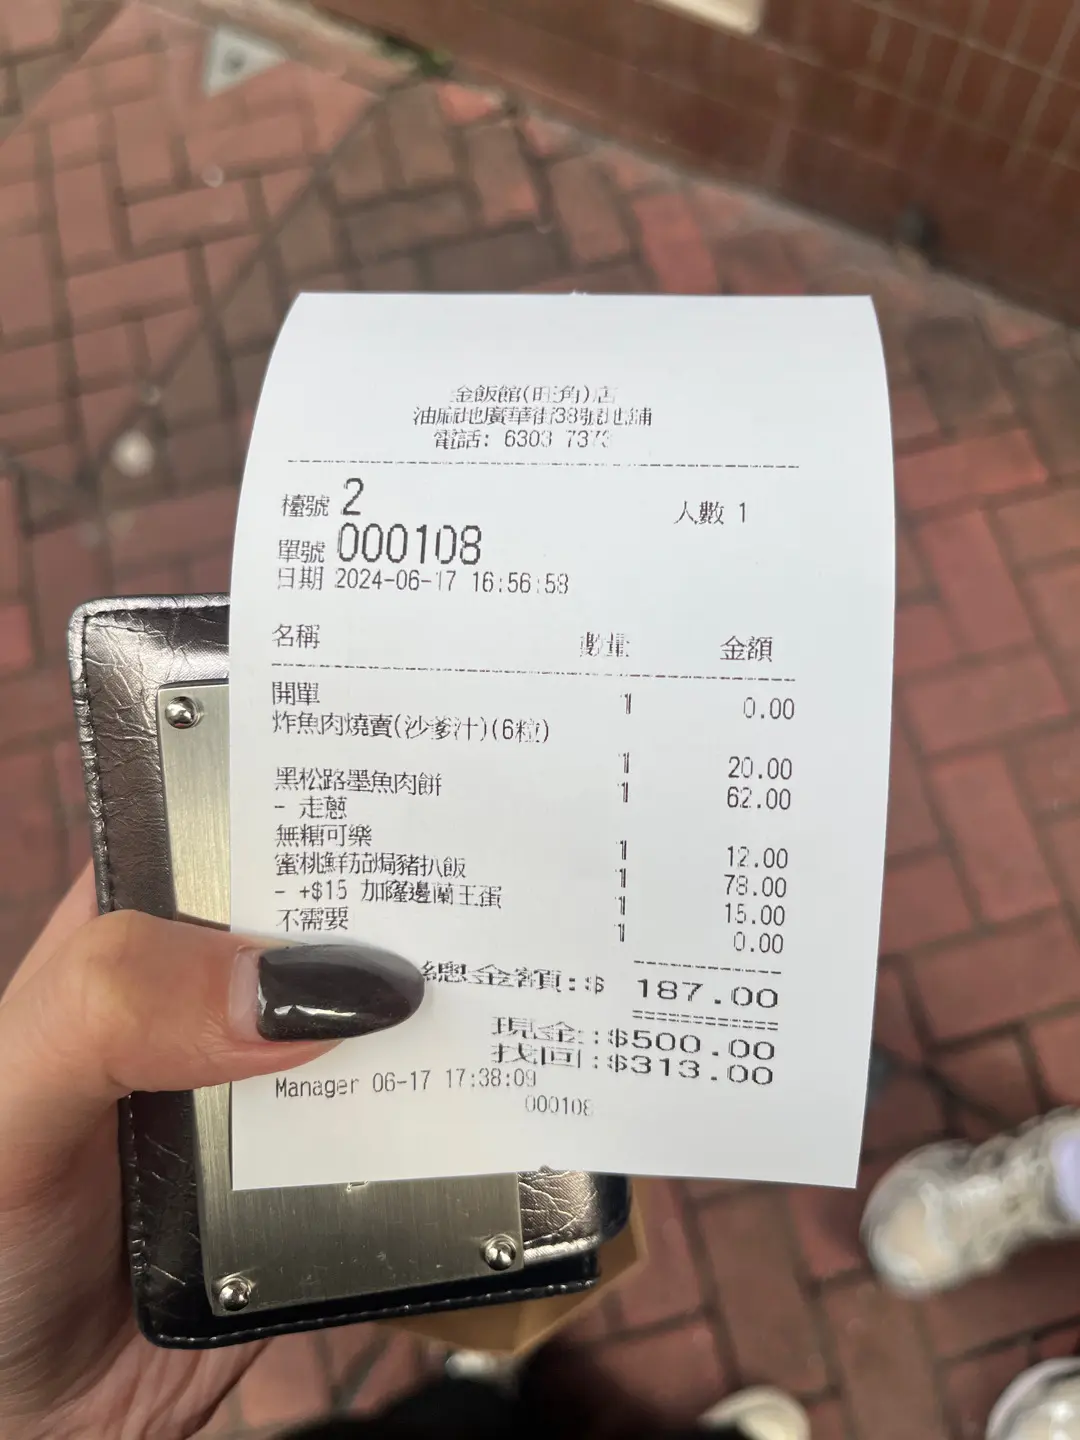 金飯館(旺角)店
油麻地廣華街38號地舖
電話: 6303 7373
檯號 2 人數 1
單號 000108
日期 2024-06-17 16:56:58
名稱 數量 金額
開單 1 0.00
炸魚肉燒賣(沙爹汁)(6粒)
1 20.00
黑松路墨魚肉餅 1 62.00
- 走蔥
無糖可樂 1 12.00
蜜桃鮮茄焗豬扒飯 1 78.00
- +$15 加窿邊蘭王蛋 1 15.00
不需要 1 0.00
總金額:$ 187.00
現金:$500.00
找回:$313.00
Manager 06-17 17:38:09
000108